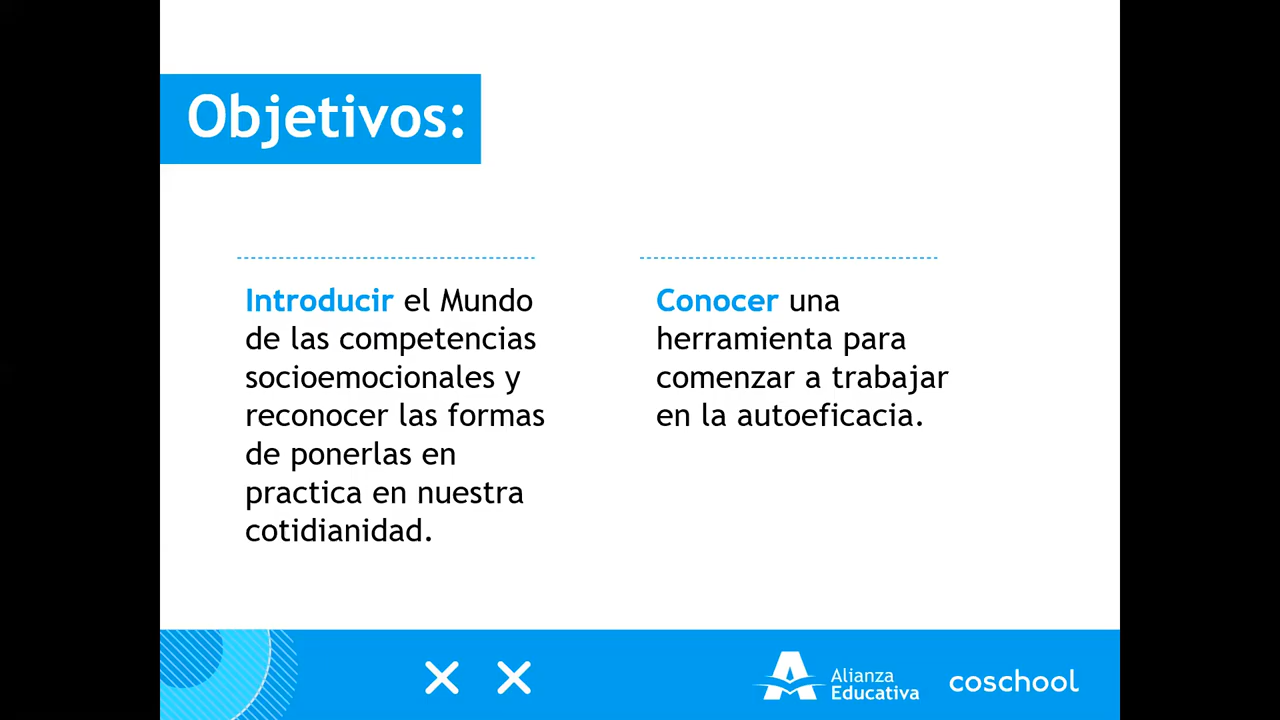 Objetivos:
Introducir el Mundo
de las competencias
socioemocionales y
reconocer las formas
de ponerlas en
practica en nuestra
cotidianidad.
Conocer una
herramienta para
comenzar a trabajar
en la autoeficacia.
Alianza
Educativa
coschool